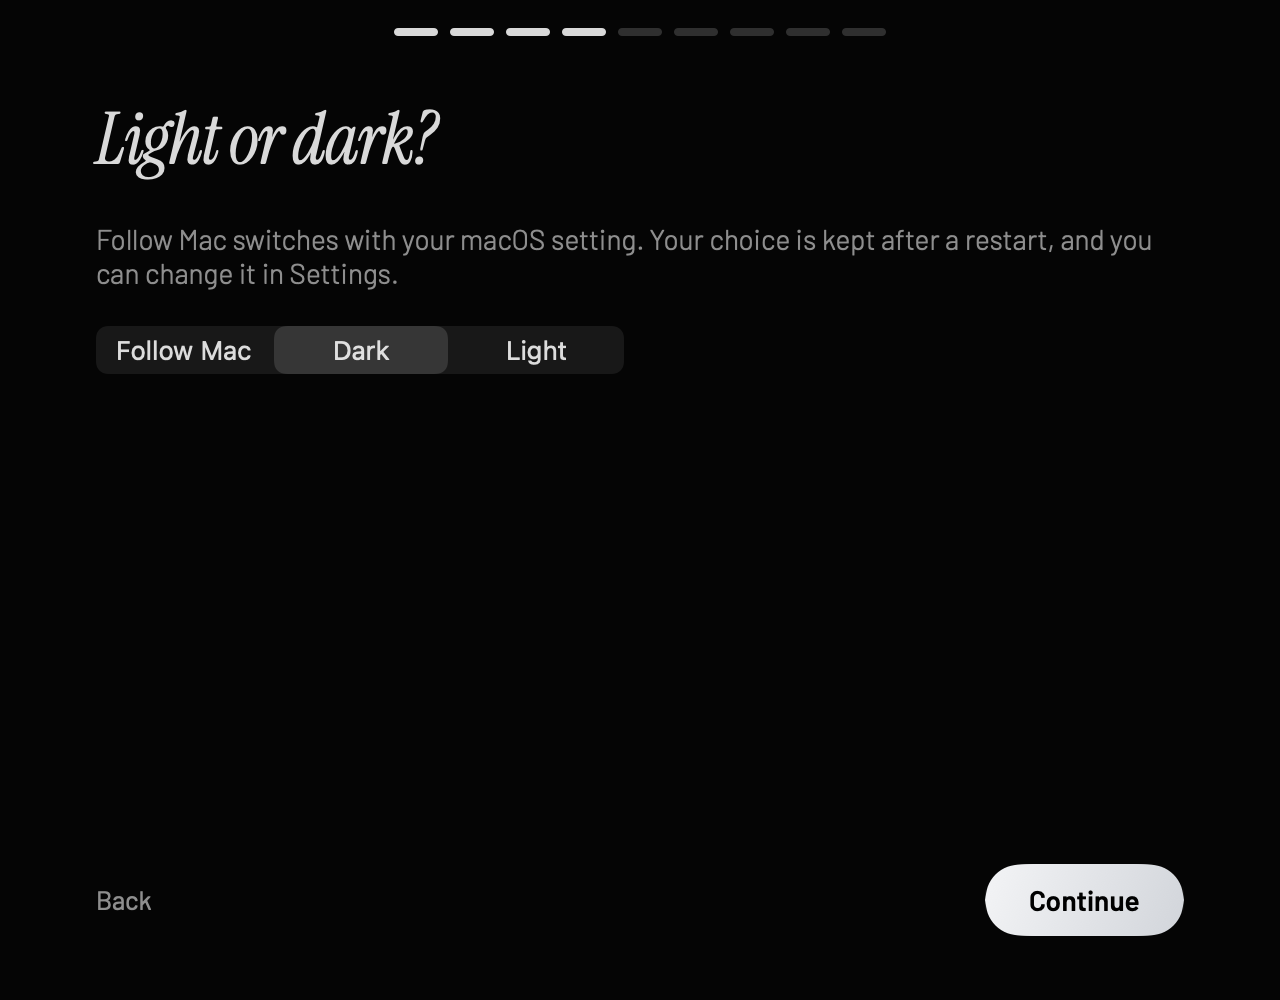 Light or dark?
Follow Mac switches with your macOS setting. Your choice is kept after a restart, and you
can change it in Settings.
Follow Mac Dark Light
Back Continue